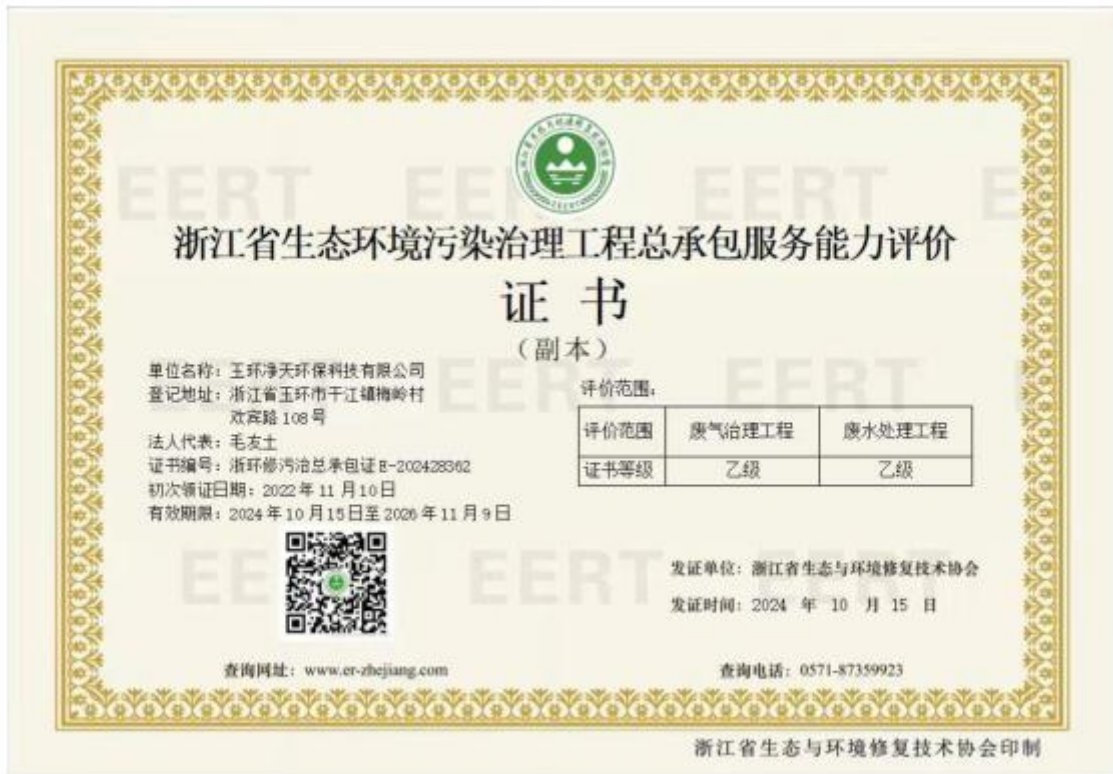 EERT EERT EERT
浙江省生态环境污染治理工程总承包服务能力评价
证书
（副本）
单位名称：玉环净天环保科技有限公司
登记地址：浙江省玉环市干江镇梅岭村
欢宾路108号
法人代表：毛友土
证书编号：浙环修污治总承包证E-202428362
初次领证日期：2022年11月10日
有效期限：2024年10月15日至2026年11月9日
评价范围：
评价范围 废气治理工程 废水处理工程
证书等级 乙级 乙级
发证单位：浙江省生态与环境修复技术协会
发证时间：2024 年 10 月 15 日
查询网址：www.er-zhejiang.com
查询电话：0571-87359923
浙江省生态与环境修复技术协会印制